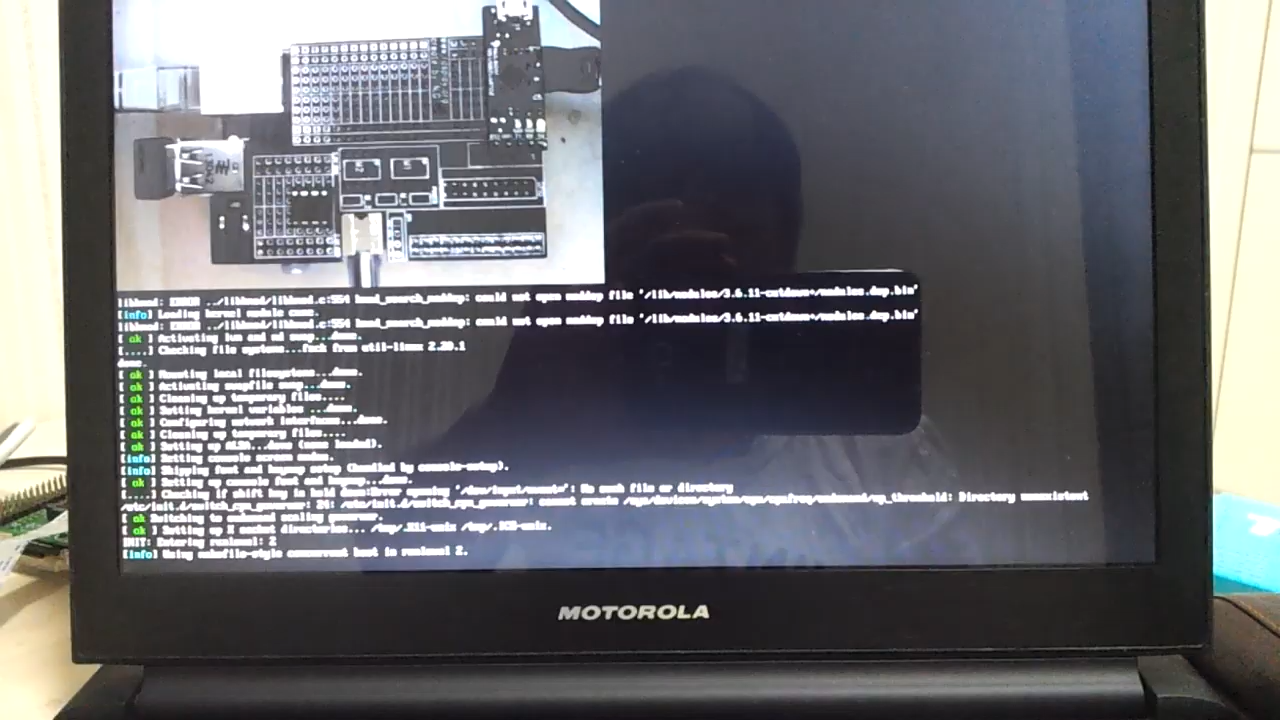 libkmod: ERROR ../libkmod/libkmod.c:554 kmod_search_moddep: could not open moddep file '/lib/modules/3.6.11-cutdown+/modules.dep.bin'
[info] Loading kernel module
libkmod: ERROR ../libkmod/libkmod.c:554 kmod_search_moddep: could not open moddep file '/lib/modules/3.6.11-cutdown+/modules.dep.bin'
[ ok ] Activating lvm and md swap...done.
[....] Checking file systems...fsck from util-linux 2.20.1
done.
[ ok ] Mounting local filesystems...done.
[ ok ] Activating swapfile swap...done.
[ ok ] Cleaning up temporary files....
[ ok ] Setting kernel variables ...done.
[ ok ] Configuring network interfaces...done.
[ ok ] Cleaning up temporary files....
[ ok ] Setting up ALSA...done (none loaded).
[info] Setting console screen modes.
[info] Skipping font and keymap setup (handled by console-setup).
[ ok ] Setting up console font and keymap...done.
[....] Checking if shift key is held down:Error opening '/dev/input/event*': No such file or directory
/etc/init.d/switch_cpu_governor: 26: /etc/init.d/switch_cpu_governor: cannot create /sys/devices/system/cpu/cpufreq/ondemand/up_threshold: Directory nonexistent
[ ok Switching to ondemand scaling governor.
[ ok ] Setting up X socket directories... /tmp/.X11-unix /tmp/.ICE-unix.
INIT: Entering runlevel: 2
[info] Using makefile-style concurrent boot in runlevel 2.
MOTOROLA